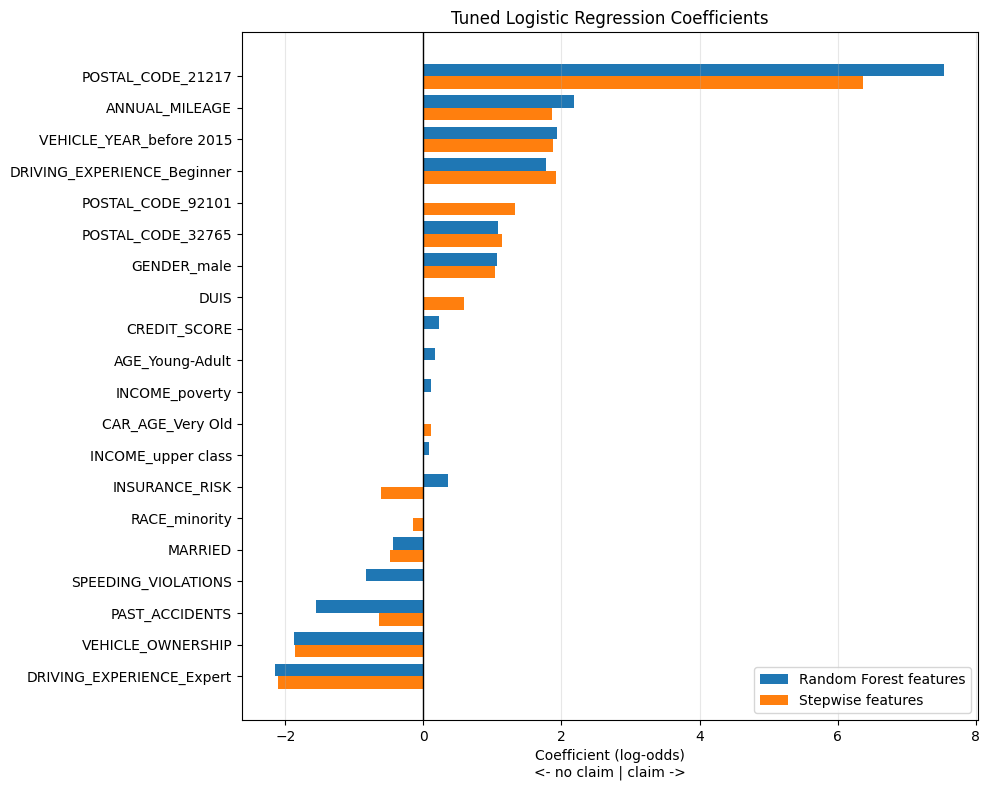 Tuned Logistic Regression Coefficients
POSTAL_CODE_21217
ANNUAL_MILEAGE
VEHICLE_YEAR_before 2015
DRIVING_EXPERIENCE_Beginner
POSTAL_CODE_92101
POSTAL_CODE_32765
GENDER_male
DUIS
CREDIT_SCORE
AGE_Young-Adult
INCOME_poverty
CAR_AGE_Very Old
INCOME_upper class
INSURANCE_RISK
RACE_minority
MARRIED
SPEEDING_VIOLATIONS
PAST_ACCIDENTS
VEHICLE_OWNERSHIP
DRIVING_EXPERIENCE_Expert
Random Forest features
Stepwise features
−2 0 2 4 6 8
Coefficient (log-odds)
<- no claim | claim ->